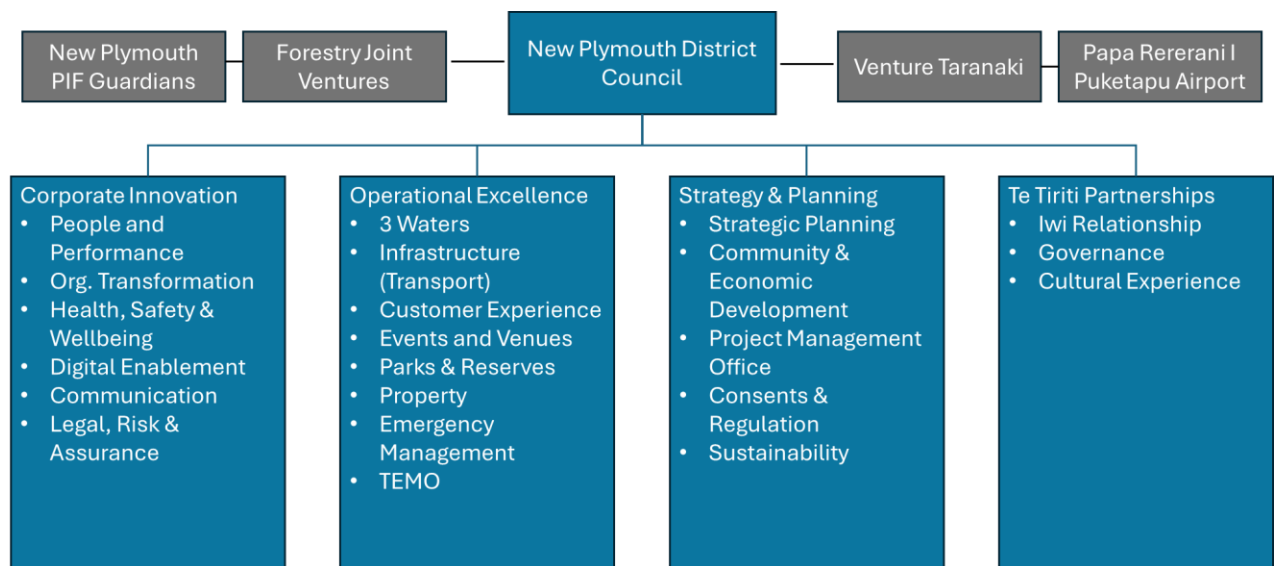 New Plymouth
PIF Guardians
Forestry Joint
Ventures
New Plymouth District
Council
Venture Taranaki
Papa Rererani I
Puketapu Airport
Corporate Innovation
• People and
Performance
• Org. Transformation
• Health, Safety &
Wellbeing
• Digital Enablement
• Communication
• Legal, Risk &
Assurance
Operational Excellence
• 3 Waters
• Infrastructure
(Transport)
• Customer Experience
• Events and Venues
• Parks & Reserves
• Property
• Emergency
Management
• TEMO
Strategy & Planning
• Strategic Planning
• Community &
Economic
Development
• Project Management
Office
• Consents &
Regulation
• Sustainability
Te Tiriti Partnerships
• Iwi Relationship
• Governance
• Cultural Experience